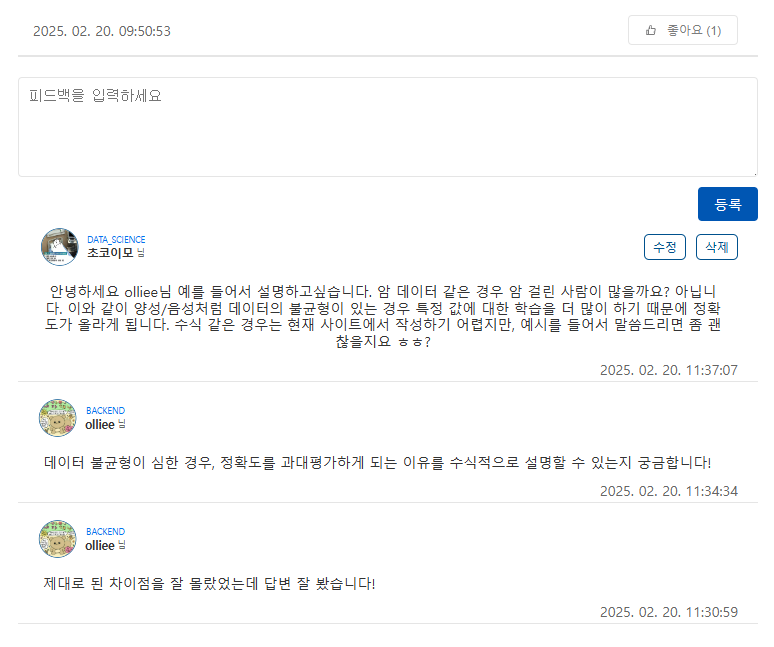 2025. 02. 20. 09:50:53
좋아요 (1)
피드백을 입력하세요
등록
DATA_SCIENCE
초코이모 님
수정
삭제
안녕하세요 olliee님 예를 들어서 설명하고싶습니다. 암 데이터 같은 경우 암 걸린 사람이 많을까요? 아닙니
다. 이와 같이 양성/음성처럼 데이터의 불균형이 있는 경우 특정 값에 대한 학습을 더 많이 하기 때문에 정확
도가 올라게 됩니다. 수식 같은 경우는 현재 사이트에서 작성하기 어렵지만, 예시를 들어서 말씀드리면 좀 괜
찮을지요 ㅎㅎ?
2025. 02. 20. 11:37:07
BACKEND
olliee 님
데이터 불균형이 심한 경우, 정확도를 과대평가하게 되는 이유를 수식적으로 설명할 수 있는지 궁금합니다!
2025. 02. 20. 11:34:34
BACKEND
olliee 님
제대로 된 차이점을 잘 몰랐었는데 답변 잘 봤습니다!
2025. 02. 20. 11:30:59